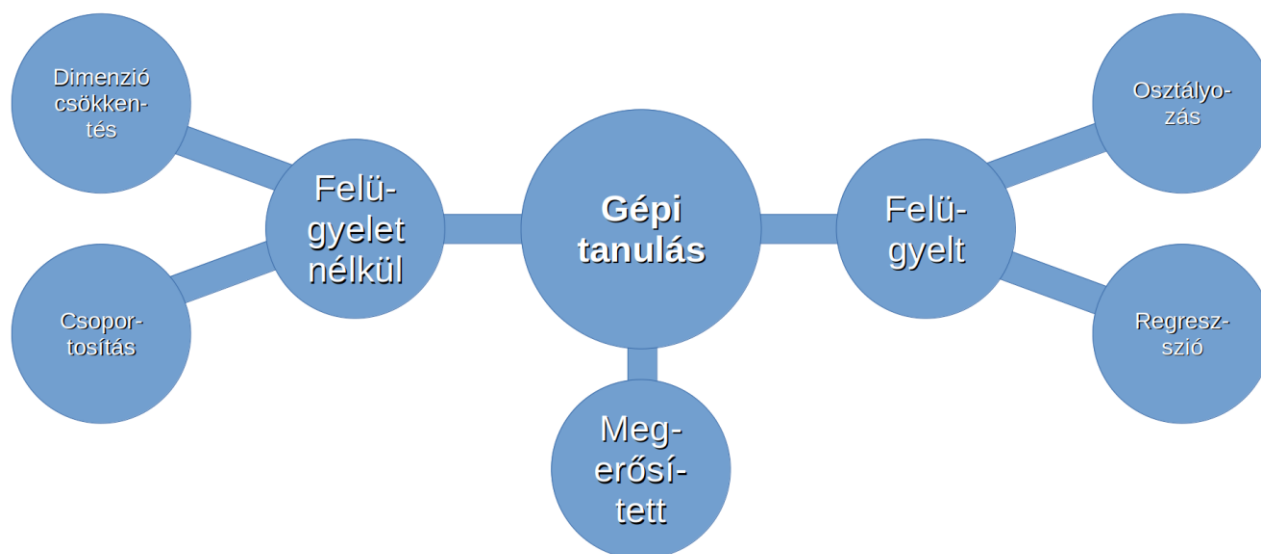 Dimenzió
csökken-
tés
Csopor-
tosítás
Felü-
gyelet
nélkül
Gépi
tanulás
Meg-
erősí-
tett
Felü-
gyelt
Osztályo-
zás
Regresz-
szió